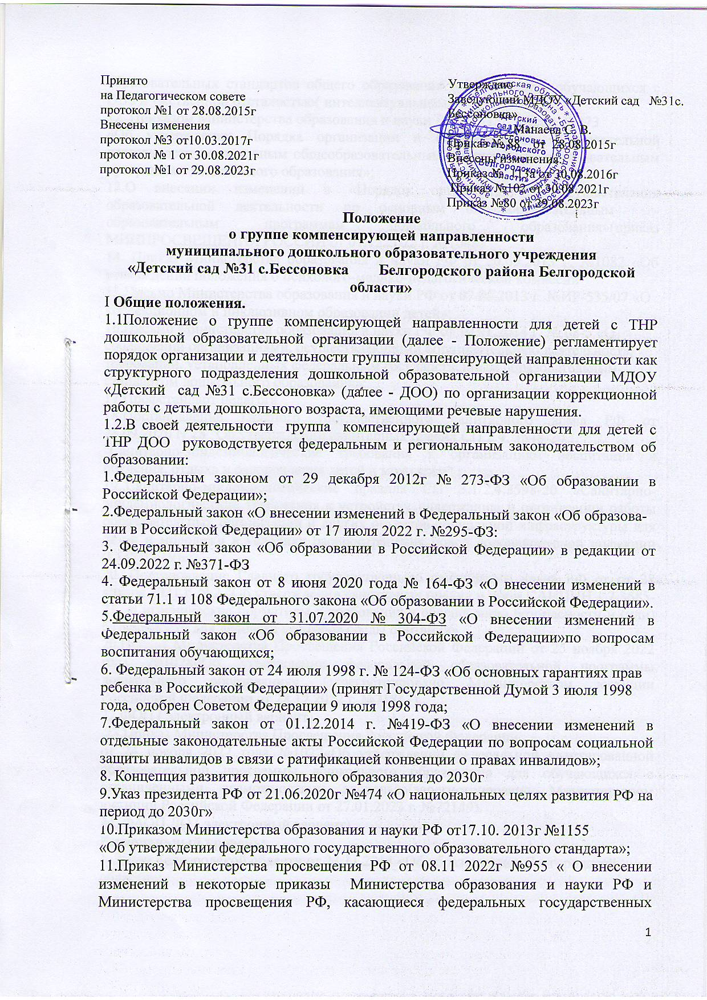 Принято
на Педагогическом совете
протокол №1 от 28.08.2015г
Внесены изменения
протокол №3 от10.03.2017г
протокол № 1 от 30.08.2021г
протокол №1 от 29.08.2023г
Утверждаю
Заведующий МДОУ «Детский сад №31с.
Бессоновка»
Манаева С. В.
Приказ № 88 от 28.08.2015г
Внесены изменения:
Приказ № 113а от 30.08.2016г
Приказ №102 от 30.08.2021г
Приказ №80 от 29.08.2023г
Положение
о группе компенсирующей направленности
муниципального дошкольного образовательного учреждения
«Детский сад №31 с.Бессоновка Белгородского района Белгородской
области»
I Общие положения.
1.1Положение о группе компенсирующей направленности для детей с ТНР
дошкольной образовательной организации (далее - Положение) регламентирует
порядок организации и деятельности группы компенсирующей направленности как
структурного подразделения дошкольной образовательной организации МДОУ
«Детский сад №31 с.Бессоновка» (далее - ДОО) по организации коррекционной
работы с детьми дошкольного возраста, имеющими речевые нарушения.
1.2.В своей деятельности группа компенсирующей направленности для детей с
ТНР ДОО руководствуется федеральным и региональным законодательством об
образовании:
1.Федеральным законом от 29 декабря 2012г № 273-ФЗ «Об образовании в
Российской Федерации»;
2.Федеральный закон «О внесении изменений в Федеральный закон «Об образова-
нии в Российской Федерации» от 17 июля 2022 г. №295-ФЗ:
3. Федеральный закон «Об образовании в Российской Федерации» в редакции от
24.09.2022 г. №371-ФЗ
4. Федеральный закон от 8 июня 2020 года № 164-ФЗ «О внесении изменений в
статьи 71.1 и 108 Федерального закона «Об образовании в Российской Федерации».
5.Федеральный закон от 31.07.2020 № 304-ФЗ «О внесении изменений в
Федеральный закон «Об образовании в Российской Федерации»по вопросам
воспитания обучающихся;
6. Федеральный закон от 24 июля 1998 г. № 124-ФЗ «Об основных гарантиях прав
ребенка в Российской Федерации» (принят Государственной Думой 3 июля 1998
года, одобрен Советом Федерации 9 июля 1998 года;
7.Федеральный закон от 01.12.2014 г. №419-ФЗ «О внесении изменений в
отдельные законодательные акты Российской Федерации по вопросам социальной
защиты инвалидов в связи с ратификацией конвенции о правах инвалидов»;
8. Концепция развития дошкольного образования до 2030г
9.Указ президента РФ от 21.06.2020г №474 «О национальных целях развития РФ на
период до 2030г»
10.Приказом Министерства образования и науки РФ от17.10. 2013г №1155
«Об утверждении федерального государственного образовательного стандарта»;
11.Приказ Министерства просвещения РФ от 08.11 2022г №955 « О внесении
изменений в некоторые приказы Министерства образования и науки РФ и
Министерства просвещения РФ, касающиеся федеральных государственных
1